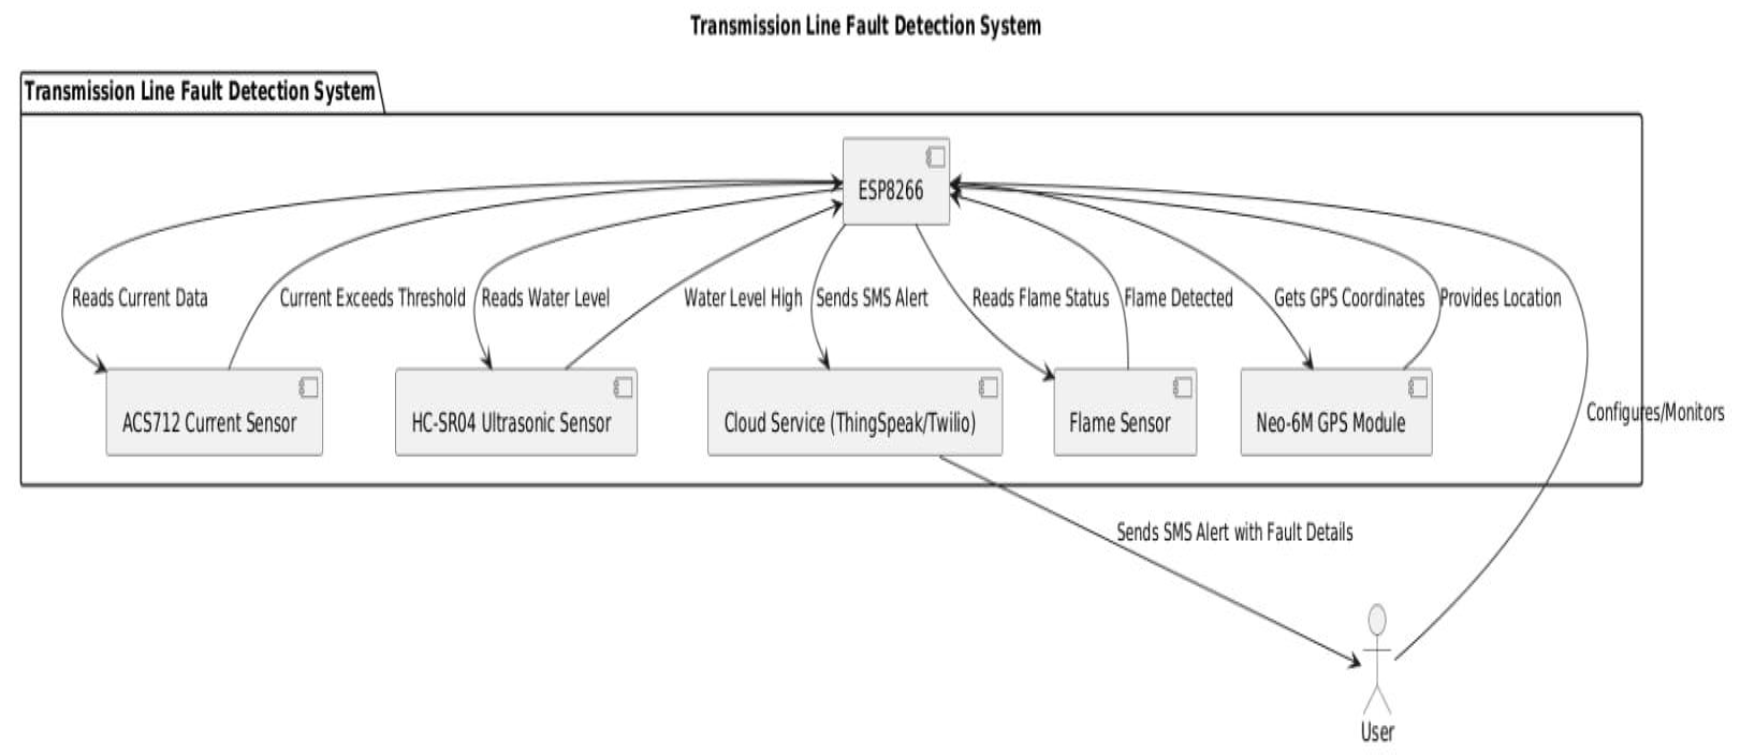 Transmission Line Fault Detection System
Transmission Line Fault Detection System
ESP8266
Reads Current Data
Current Exceeds Threshold
Reads Water Level
Water Level High
Sends SMS Alert
Reads Flame Status
Flame Detected
Gets GPS Coordinates
Provides Location
ACS712 Current Sensor
HC-SR04 Ultrasonic Sensor
Cloud Service (ThingSpeak/Twilio)
Flame Sensor
Neo-6M GPS Module
Configures/Monitors
Sends SMS Alert with Fault Details
User